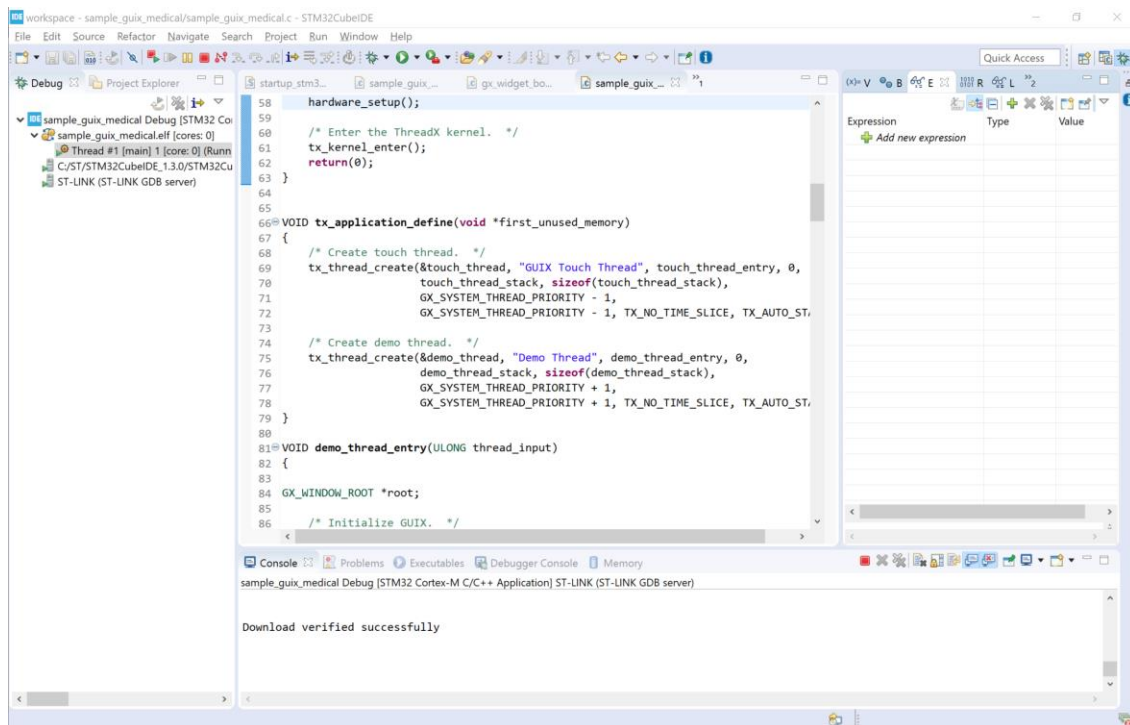 workspace - sample_guix_medical/sample_guix_medical.c - STM32CubeIDE
File Edit Source Refactor Navigate Search Project Run Window Help
Quick Access
Debug
Project Explorer
sample_guix_medical Debug [STM32 Co
sample_guix_medical.elf [cores: 0]
Thread #1 [main] 1 [core: 0] (Runn
C:/ST/STM32CubeIDE_1.3.0/STM32Cu
ST-LINK (ST-LINK GDB server)
startup_stm3... sample_guix_... gx_widget_bo... sample_guix_... »1
58 hardware_setup();
59
60 /* Enter the ThreadX kernel. */
61 tx_kernel_enter();
62 return(0);
63 }
64
65
66 VOID tx_application_define(void *first_unused_memory)
67 {
68 /* Create touch thread. */
69 tx_thread_create(&touch_thread, "GUIX Touch Thread", touch_thread_entry, 0,
70 touch_thread_stack, sizeof(touch_thread_stack),
71 GX_SYSTEM_THREAD_PRIORITY - 1,
72 GX_SYSTEM_THREAD_PRIORITY - 1, TX_NO_TIME_SLICE, TX_AUTO_STA
73
74 /* Create demo thread. */
75 tx_thread_create(&demo_thread, "Demo Thread", demo_thread_entry, 0,
76 demo_thread_stack, sizeof(demo_thread_stack),
77 GX_SYSTEM_THREAD_PRIORITY + 1,
78 GX_SYSTEM_THREAD_PRIORITY + 1, TX_NO_TIME_SLICE, TX_AUTO_STA
79 }
80
81 VOID demo_thread_entry(ULONG thread_input)
82 {
83
84 GX_WINDOW_ROOT *root;
85
86 /* Initialize GUIX. */
(x)= V B E R L »2
Expression Type Value
Add new expression
Console Problems Executables Debugger Console Memory
sample_guix_medical Debug [STM32 Cortex-M C/C++ Application] ST-LINK (ST-LINK GDB server)
Download verified successfully